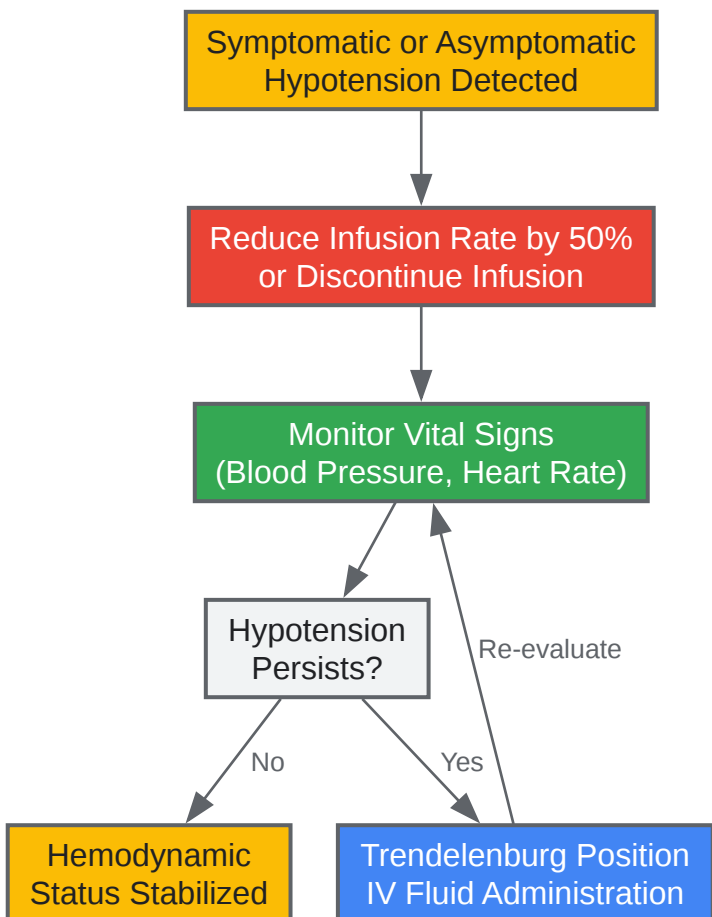 Symptomatic or Asymptomatic
Hypotension Detected
Reduce Infusion Rate by 50%
or Discontinue Infusion
Monitor Vital Signs
(Blood Pressure, Heart Rate)
Hypotension
Persists?
Re-evaluate
No
Yes
Hemodynamic
Status Stabilized
Trendelenburg Position
IV Fluid Administration